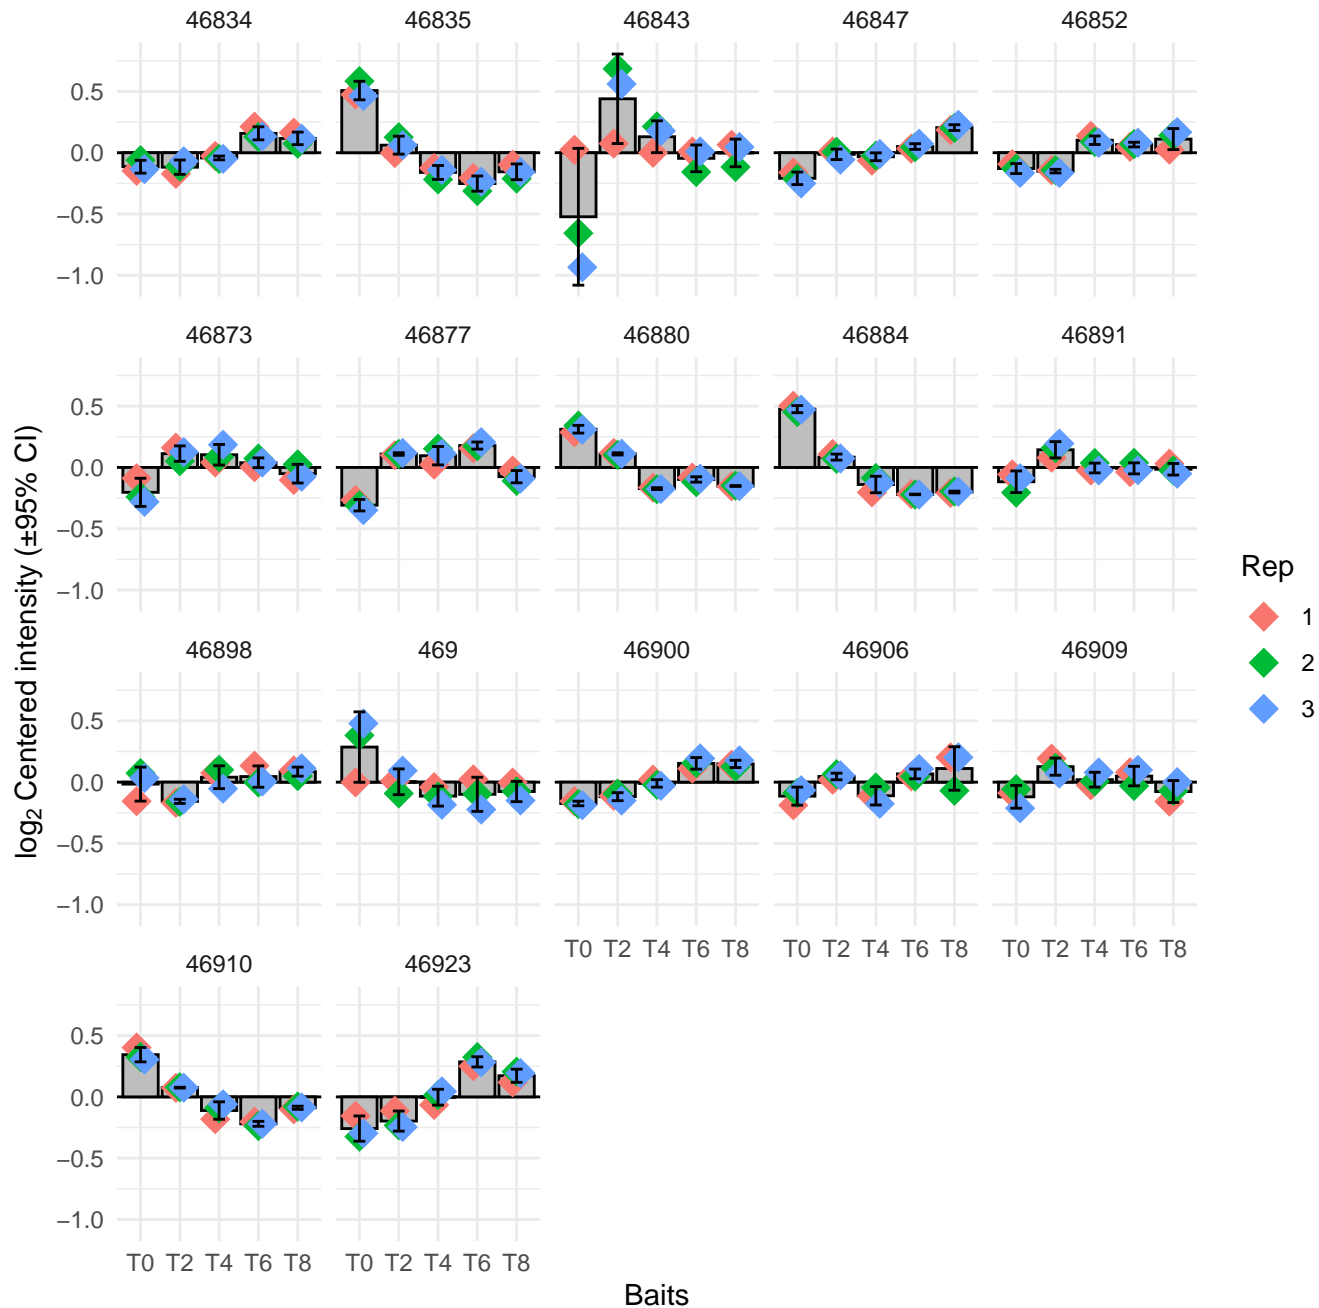 46834 46835 46843 46847 46852
0.5
0.0
−0.5
−1.0
46873 46877 46880 46884 46891
0.5
0.0
−0.5
−1.0
46898 469 46900 46906 46909
0.5
0.0
−0.5
−1.0
T0 T2 T4 T6 T8 T0 T2 T4 T6 T8 T0 T2 T4 T6 T8
46910 46923
0.5
0.0
−0.5
−1.0
T0 T2 T4 T6 T8 T0 T2 T4 T6 T8
Baits
log2 Centered intensity (±95% CI)
Rep
1
2
3